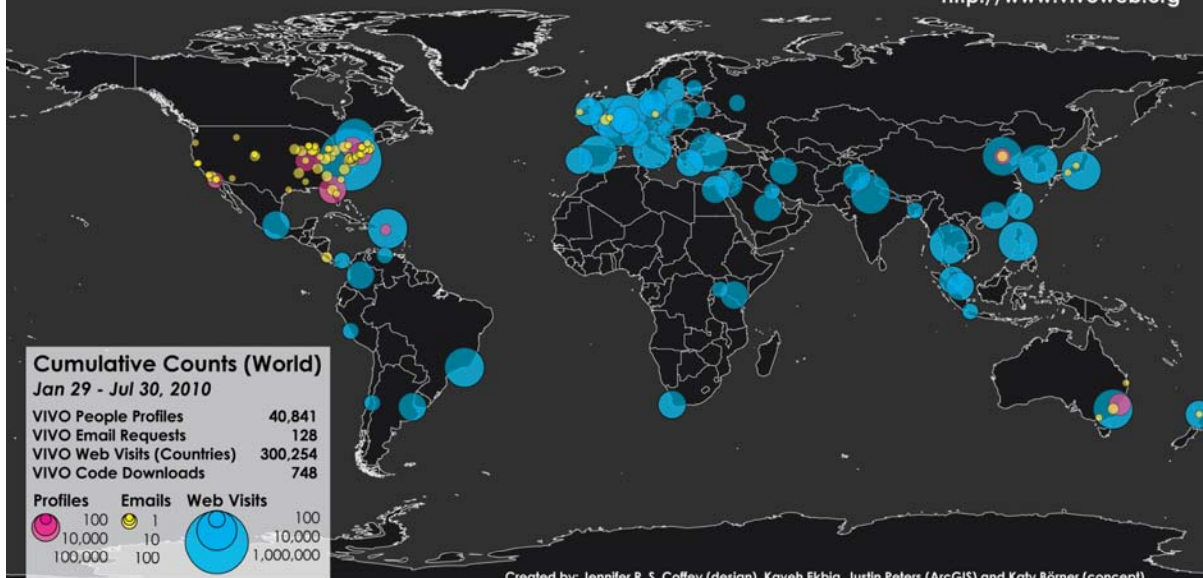 http://www.vivoweb.org
Cumulative Counts (World)
Jan 29 - Jul 30, 2010
VIVO People Profiles 40,841
VIVO Email Requests 128
VIVO Web Visits (Countries) 300,254
VIVO Code Downloads 748
Profiles Emails Web Visits
100 1 100
10,000 10 10,000
100,000 100 1,000,000
Created by: Jennifer R. S. Coffey (design), Kaveh Ekbia, Justin Peters (ArcGIS) and Katy Börner (concept)